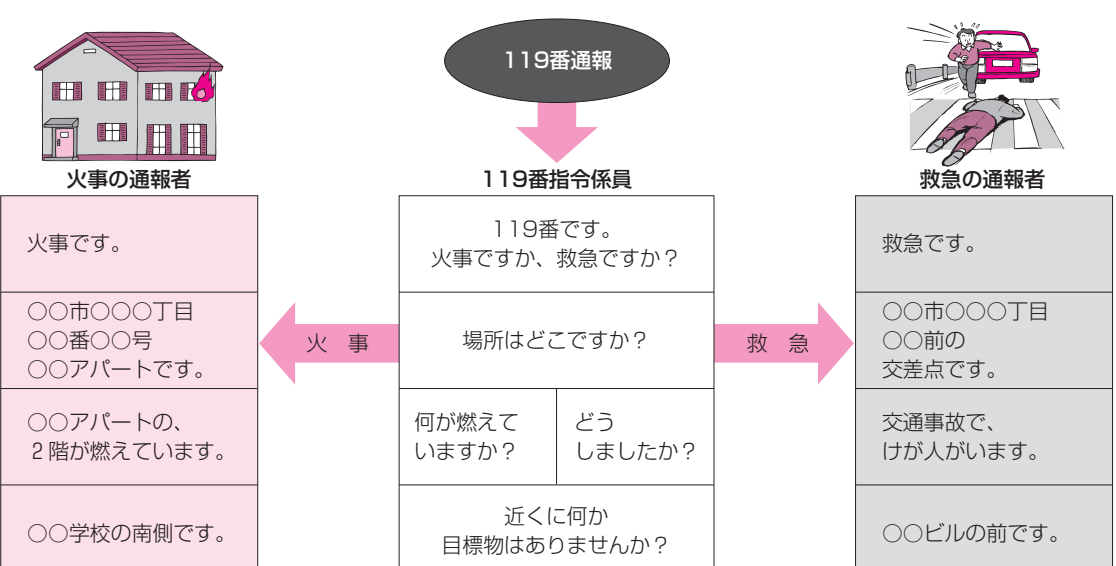 119番通報
火事の通報者
119番指令係員
救急の通報者
火事です。
119番です。
火事ですか、救急ですか？
救急です。
○○市○○○丁目
○○番○○号
○○アパートです。
火　事
場所はどこですか？
救　急
○○市○○○丁目
○○前の
交差点です。
○○アパートの、
２階が燃えています。
何が燃えて
いますか？
どう
しましたか？
交通事故で、
けが人がいます。
○○学校の南側です。
近くに何か
目標物はありませんか？
○○ビルの前です。